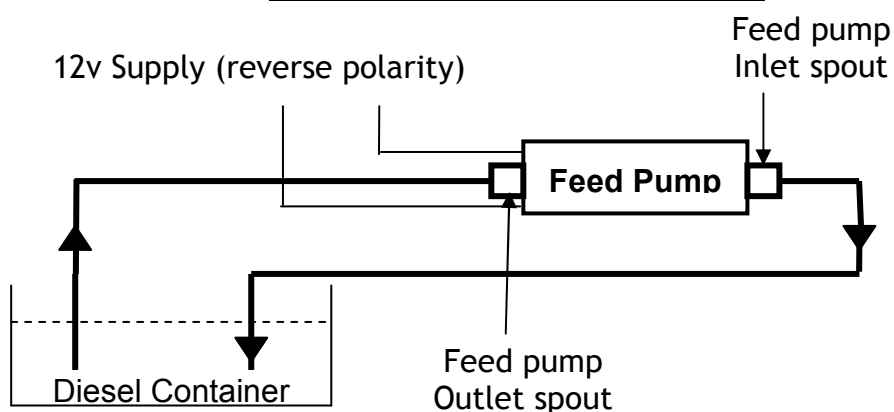 Feed pump
Inlet spout
12v Supply (reverse polarity)
Feed Pump
Feed pump
Outlet spout
Diesel Container